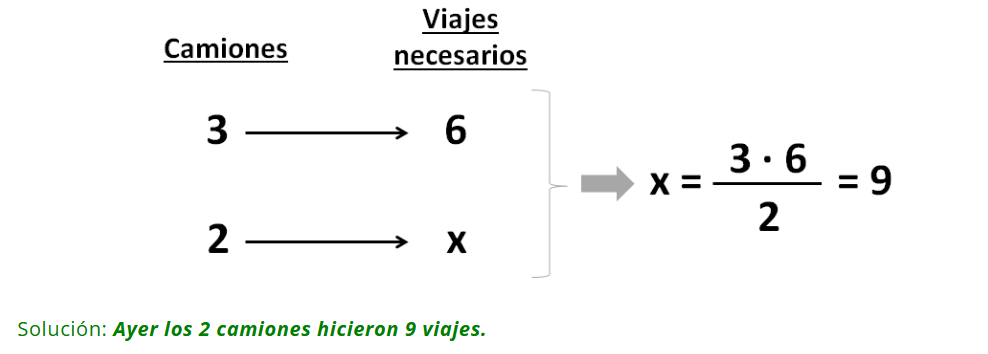 Camiones
Viajes
necesarios
3 → 6
2 → x
x = 3 · 6 / 2 = 9
Solución: Ayer los 2 camiones hicieron 9 viajes.